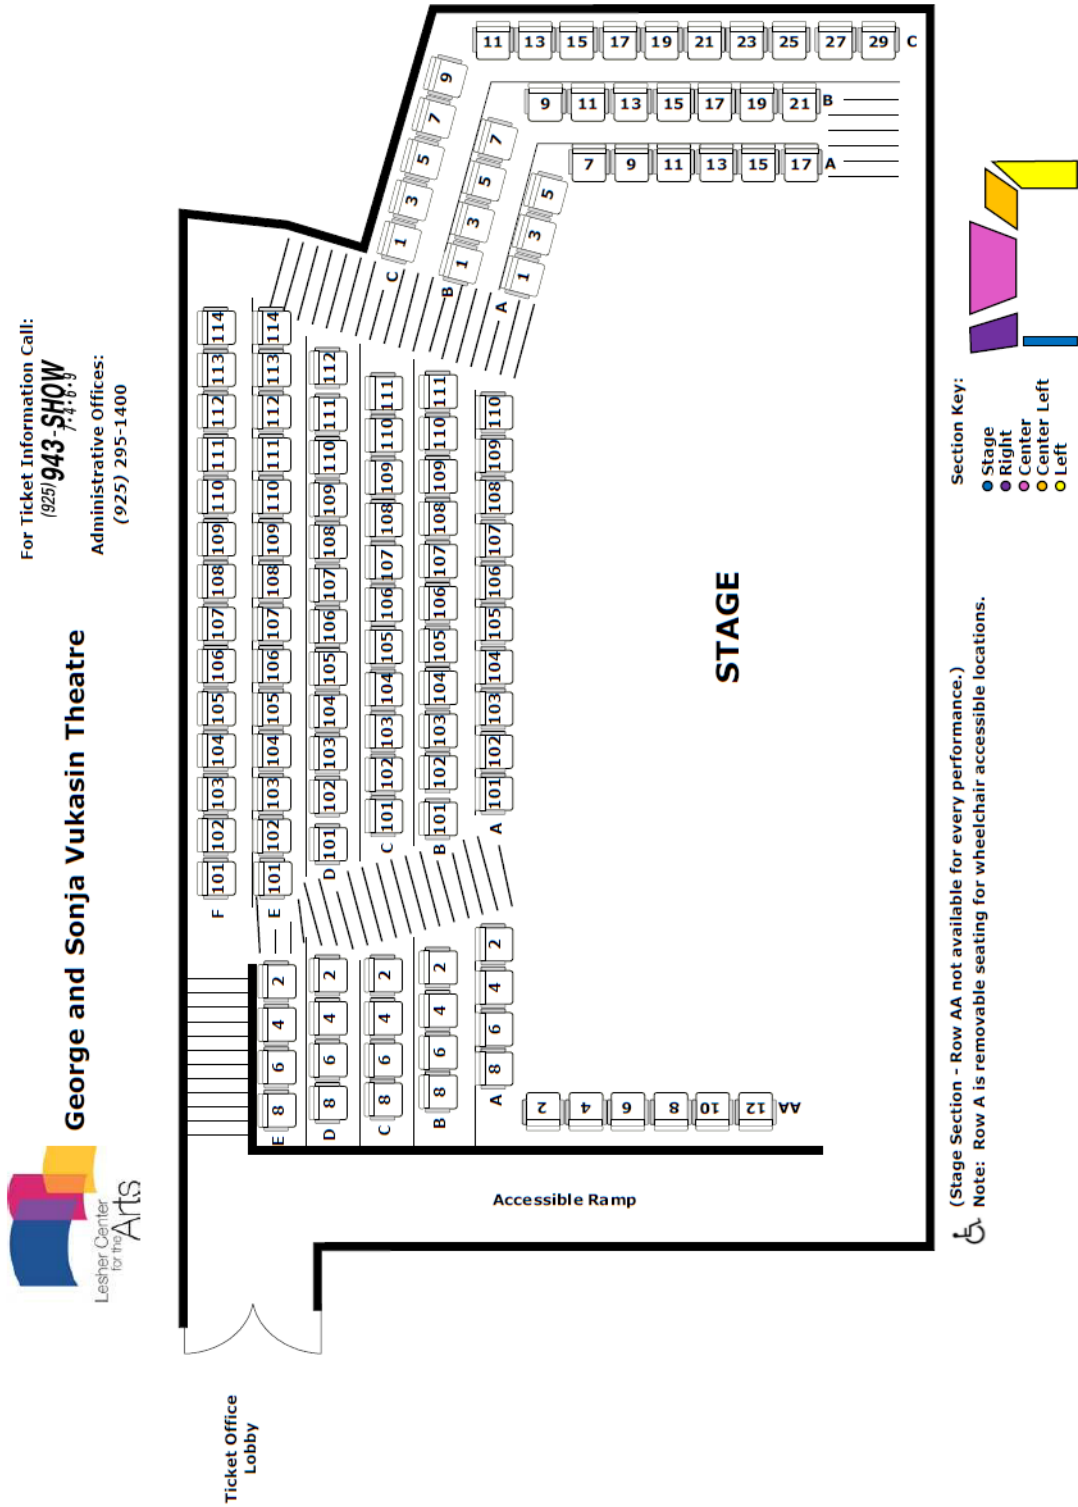 Lesher Center
for the
Arts
George and Sonja Vukasin Theatre
For Ticket Information Call:
(925) 943-SHOW
7-4-6-9
Administrative Offices:
(925) 295-1400
Ticket Office
Lobby
F 101 102 103 104 105 106 107 108 109 110 111 112 113 114
E 8 6 4 2 E 101 102 103 104 105 106 107 108 109 110 111 112 113 114
D 8 6 4 2 D 101 102 103 104 105 106 107 108 109 110 111 112
C 8 6 4 2 C 101 102 103 104 105 106 107 108 109 110 111
B 8 6 4 2 B 101 102 103 104 105 106 107 108 109 110 111
A 8 6 4 2 A 101 102 103 104 105 106 107 108 109 110
C 1 3 5 7 9
11 13 15 17 19 21 23 25 27 29 C
B 1 3 5 7
9 11 13 15 17 19 21 B
A 1 3 5
7 9 11 13 15 17 A
2 4 6 8 10 12 AA
Accessible Ramp
STAGE
(Stage Section - Row AA not available for every performance.)
Note: Row A is removable seating for wheelchair accessible locations.
Section Key:
Stage
Right
Center
Center Left
Left